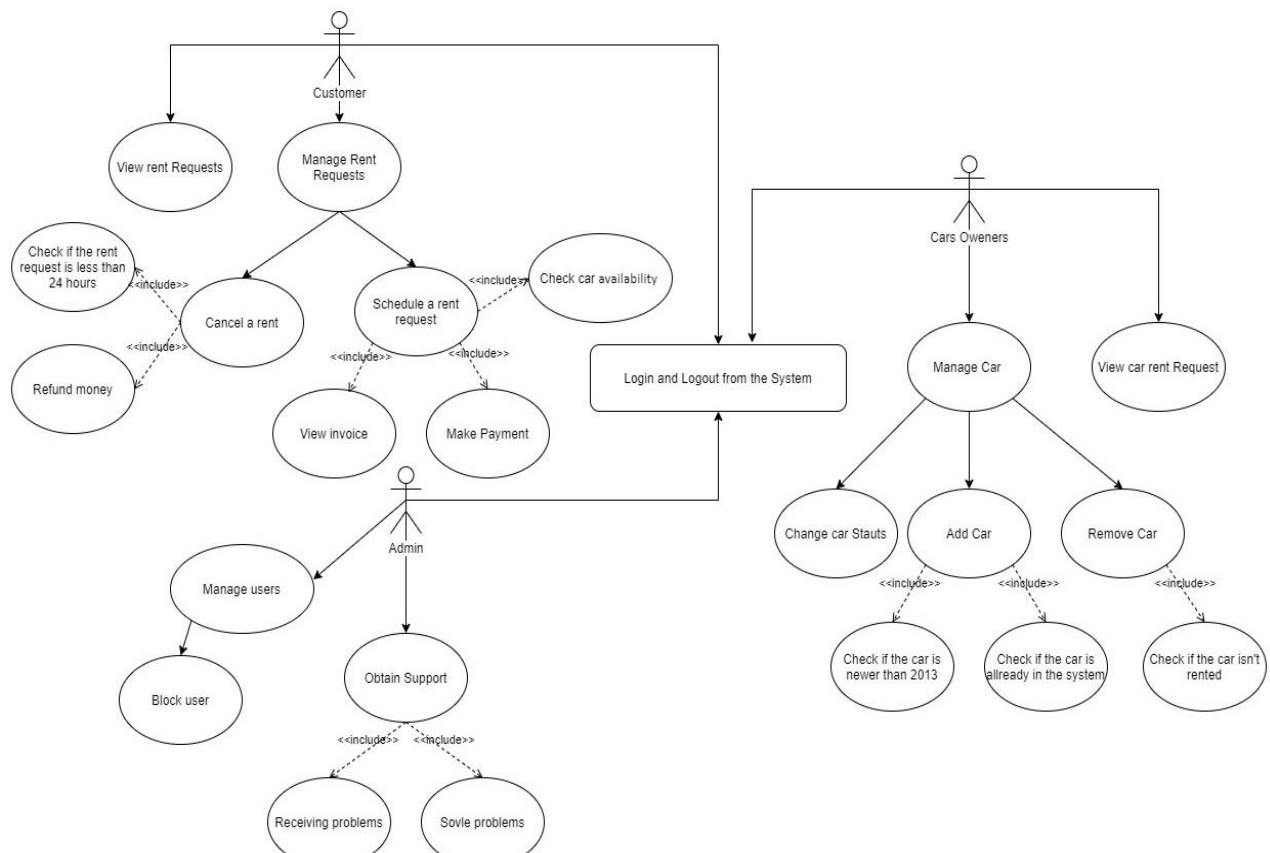 Customer
View rent Requests
Manage Rent
Requests
Cars Oweners
Check if the rent
request is less than
24 hours
<<include>>
Cancel a rent
<<include>>
Refund money
Schedule a rent
request
<<include>>
Check car availability
<<include>>
<<include>>
View invoice
Make Payment
Login and Logout from the System
Manage Car
View car rent Request
Admin
Manage users
Block user
Obtain Support
<<include>>
<<include>>
Receiving problems
Sovle problems
Change car Stauts
Add Car
Remove Car
<<include>>
<<include>>
<<include>>
Check if the car is
newer than 2013
Check if the car is
allready in the system
Check if the car isn't
rented